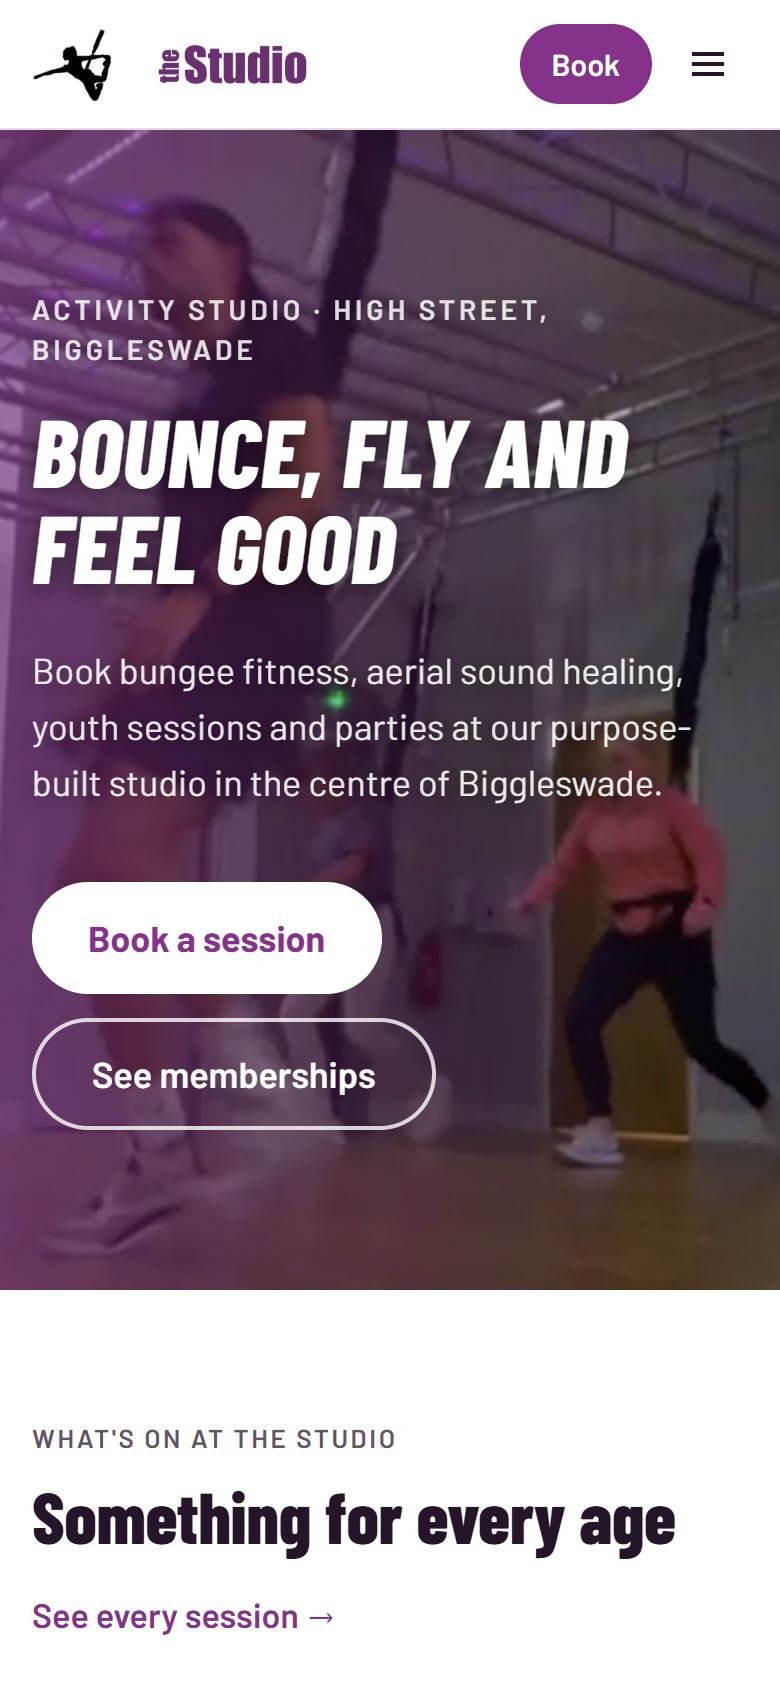 the Studio
Book
ACTIVITY STUDIO · HIGH STREET,
BIGGLESWADE
BOUNCE, FLY AND
FEEL GOOD
Book bungee fitness, aerial sound healing,
youth sessions and parties at our purpose-
built studio in the centre of Biggleswade.
Book a session
See memberships
WHAT'S ON AT THE STUDIO
Something for every age
See every session →